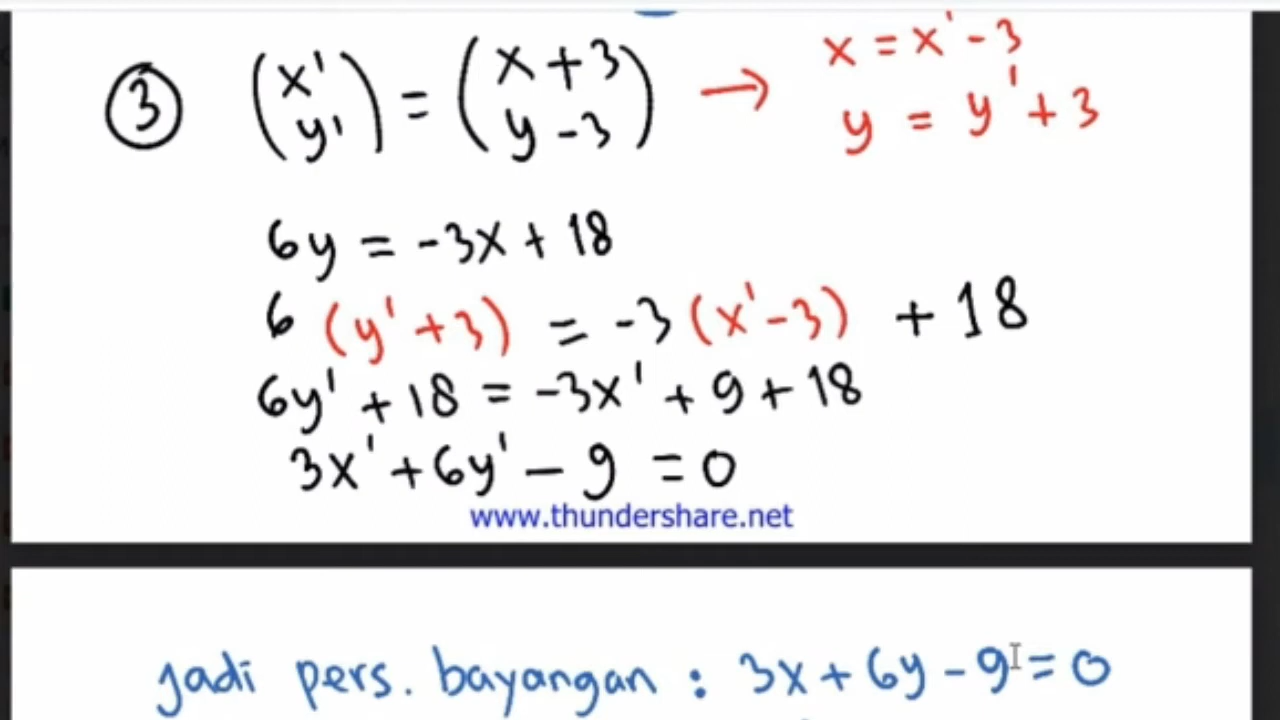 ③ (x' y') = (x + 3 y - 3) → x = x' - 3
y = y' + 3
6y = -3x + 18
6 (y' + 3) = -3 (x' - 3) + 18
6y' + 18 = -3x' + 9 + 18
3x' + 6y' - 9 = 0
www.thundershare.net
jadi pers. bayangan : 3x + 6y - 9 = 0